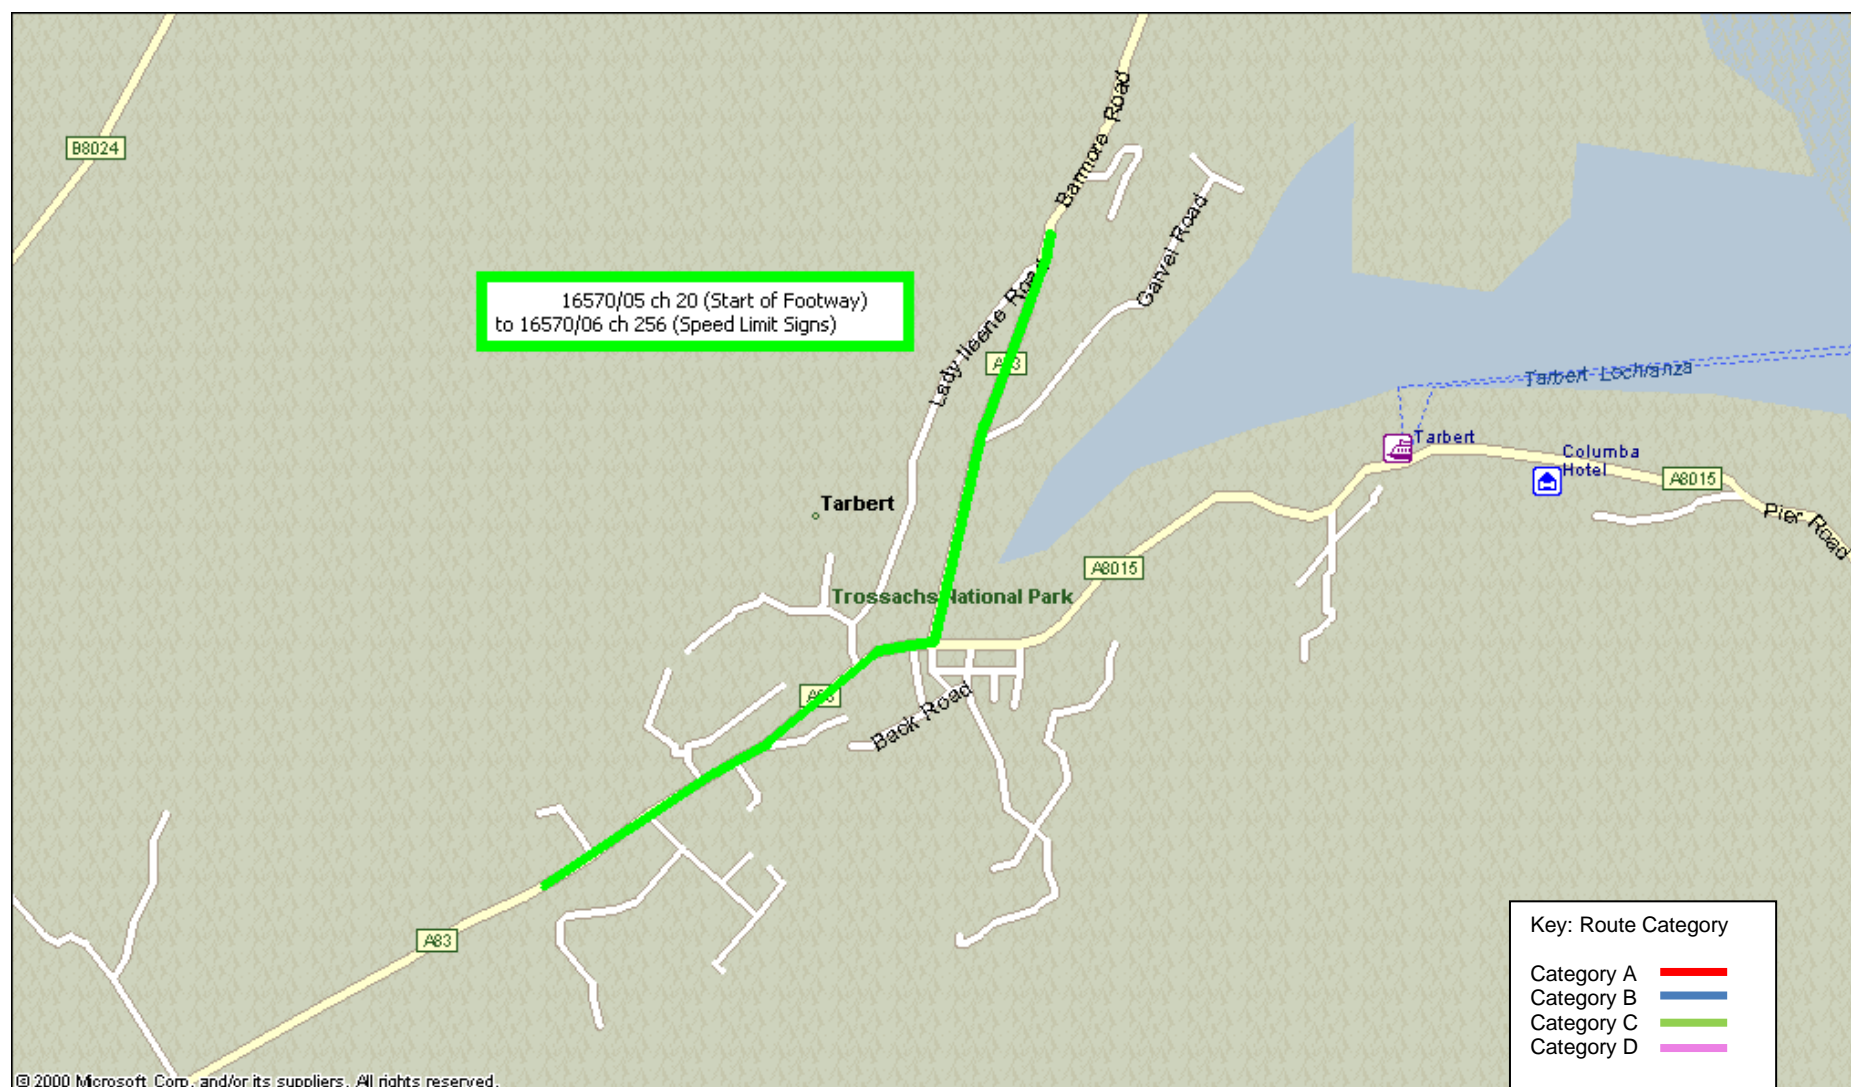 B8024
Barmore Road
Garvel Road
16570/05 ch 20 (Start of Footway)
to 16570/06 ch 256 (Speed Limit Signs)
Lady Ileene Road
A83
Tarbert Lochranza
Tarbert
Columba
Hotel
A8015
Pier Road
Tarbert
A8015
Trossachs National Park
A83
Back Road
A83
Key: Route Category
Category A
Category B
Category C
Category D
© 2000 Microsoft Corp. and/or its suppliers. All rights reserved.